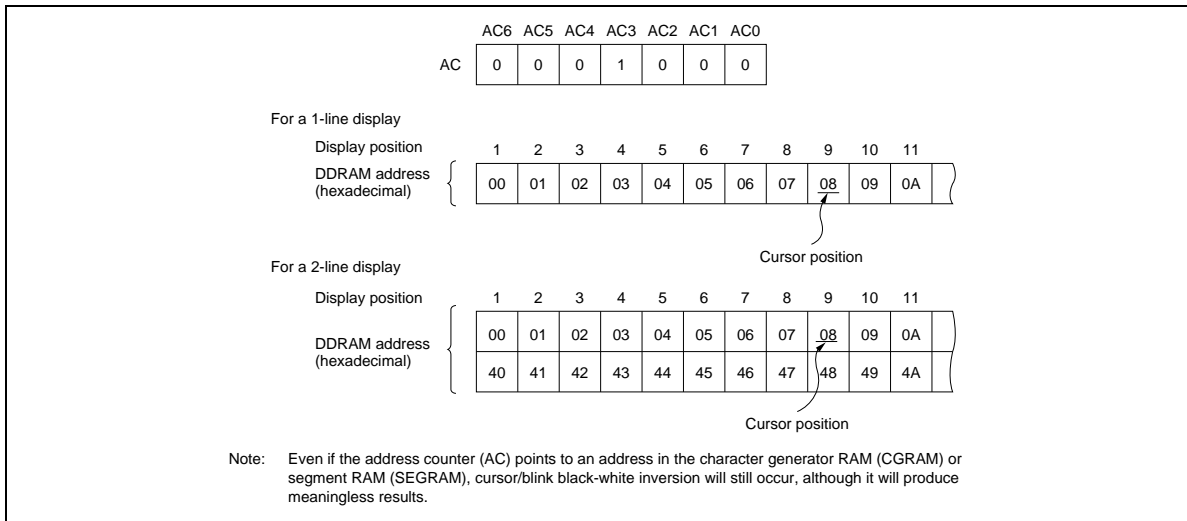 AC6 AC5 AC4 AC3 AC2 AC1 AC0
AC 0 0 0 1 0 0 0
For a 1-line display
Display position 1 2 3 4 5 6 7 8 9 10 11
DDRAM address
(hexadecimal)
00 01 02 03 04 05 06 07 08 09 0A
Cursor position
For a 2-line display
Display position 1 2 3 4 5 6 7 8 9 10 11
DDRAM address
(hexadecimal)
00 01 02 03 04 05 06 07 08 09 0A
40 41 42 43 44 45 46 47 48 49 4A
Cursor position
Note: Even if the address counter (AC) points to an address in the character generator RAM (CGRAM) or
segment RAM (SEGRAM), cursor/blink black-white inversion will still occur, although it will produce
meaningless results.